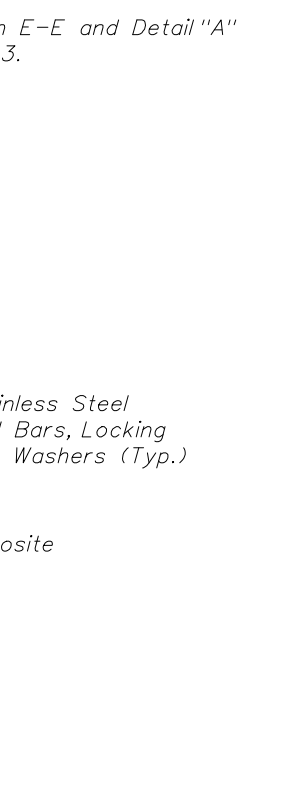 n E-E and Detail "A"
3.
inless Steel
Bars, Locking
Washers (Typ.)
osite